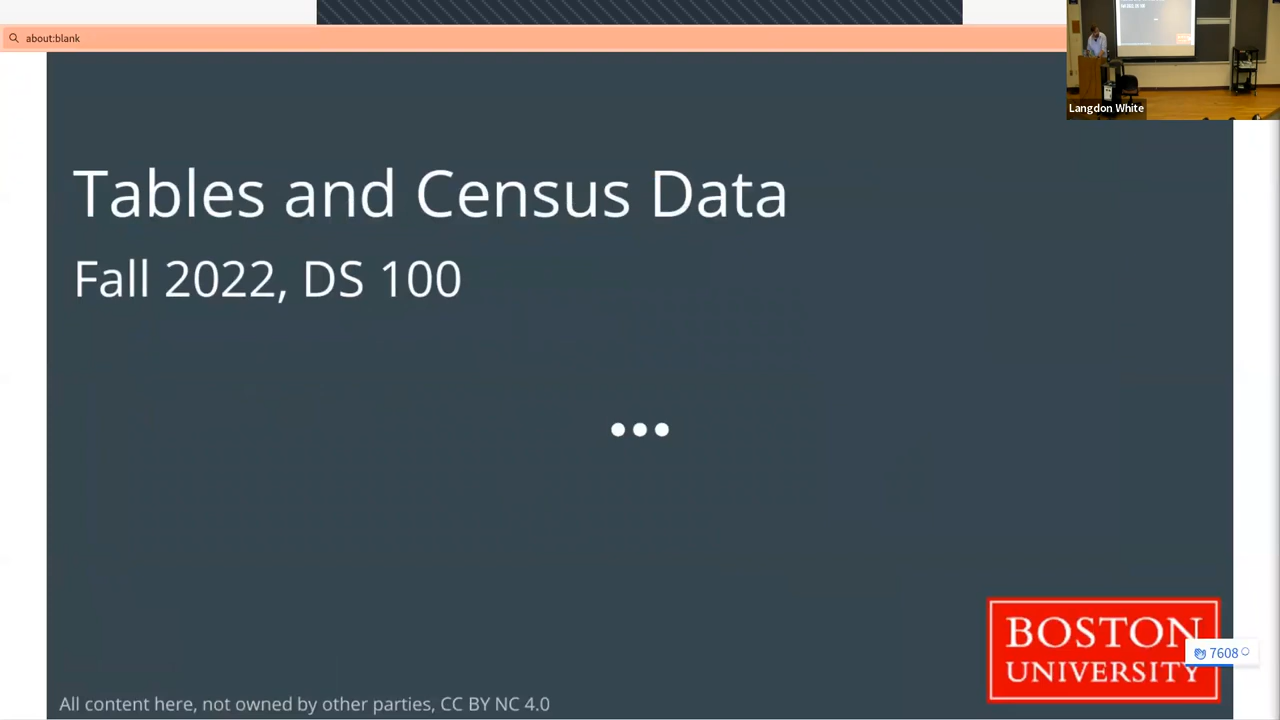 about:blank
Langdon White
Tables and Census Data
Fall 2022, DS 100
BOSTON
UNIVERSITY
7608
All content here, not owned by other parties, CC BY NC 4.0